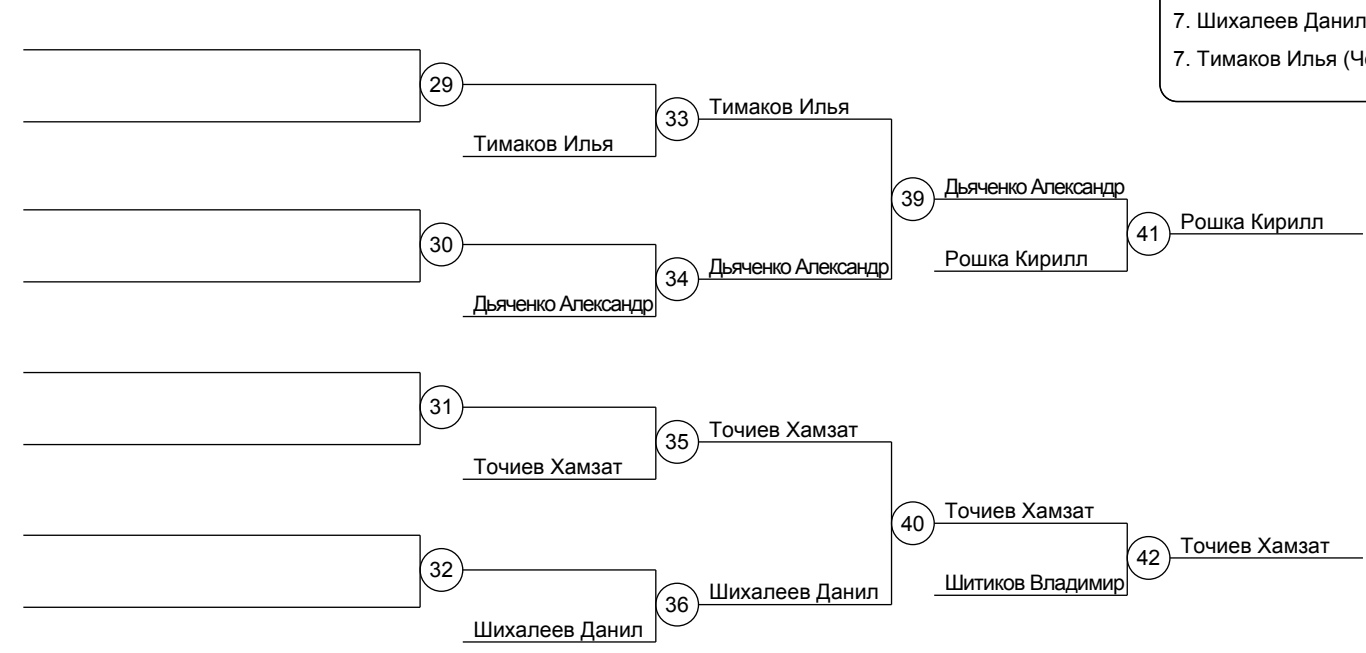 7. Шихалеев Данил
7. Тимаков Илья
29
33
Тимаков Илья
Тимаков Илья
39
Дьяченко Александр
30
34
Дьяченко Александр
Дьяченко Александр
41
Рошка Кирилл
Рошка Кирилл
31
35
Точиев Хамзат
Точиев Хамзат
40
Точиев Хамзат
32
36
Шихалеев Данил
Шихалеев Данил
42
Точиев Хамзат
Шитиков Владимир